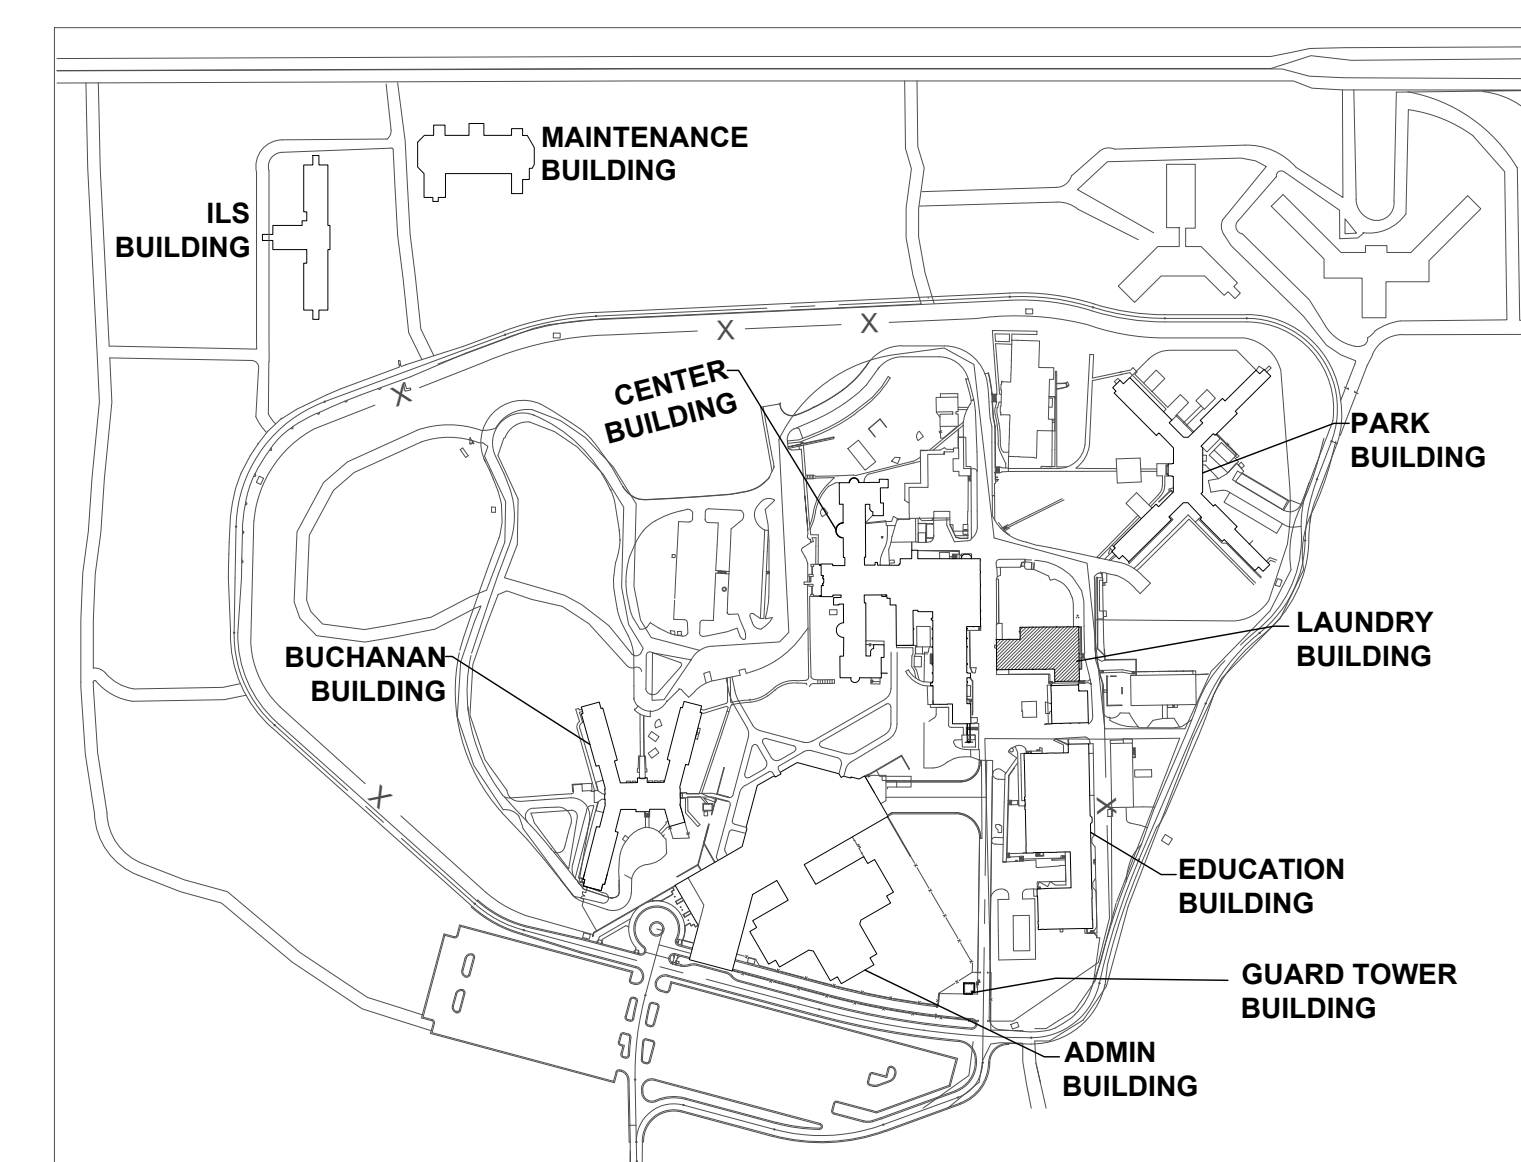 MAINTENANCE
BUILDING
ILS
BUILDING
X
X
X
CENTER
BUILDING
PARK
BUILDING
LAUNDRY
BUILDING
BUCHANAN
BUILDING
X
X
EDUCATION
BUILDING
GUARD TOWER
BUILDING
ADMIN
BUILDING